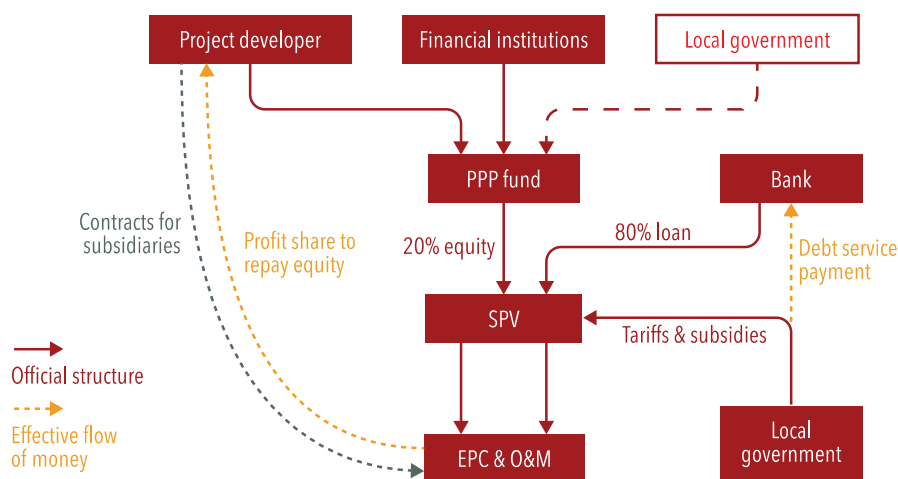 Project developer
Financial institutions
Local government
PPP fund
Bank
Contracts for
subsidiaries
Profit share to
repay equity
20% equity
80% loan
Debt service
payment
SPV
Tariffs & subsidies
Official structure
Effective flow
of money
EPC & O&M
Local
government